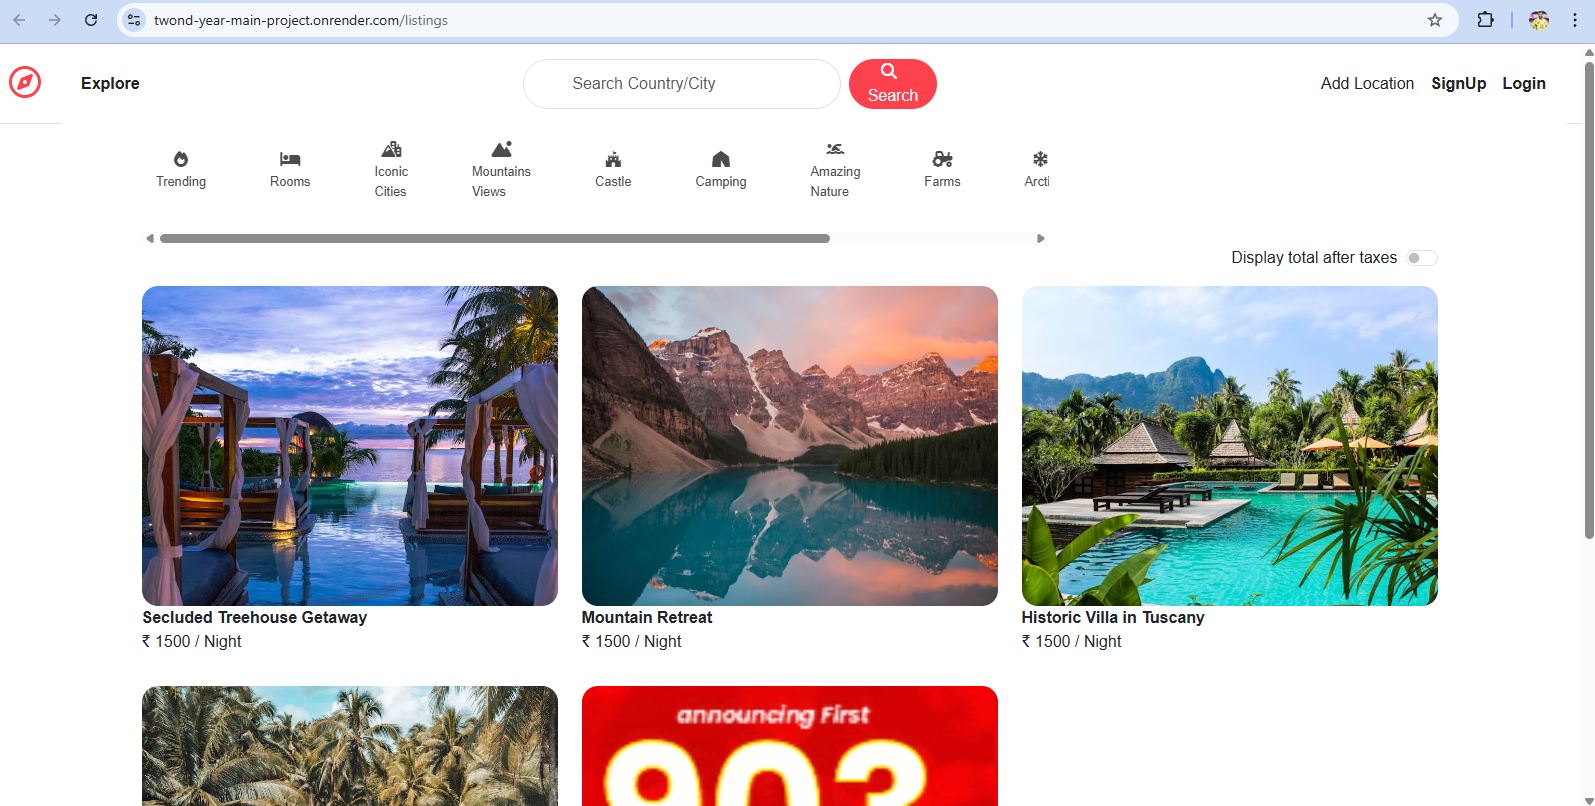 twond-year-main-project.onrender.com/listings
Explore
Search Country/City
Search
Add Location
SignUp
Login
Trending
Rooms
Iconic
Cities
Mountains
Views
Castle
Camping
Amazing
Nature
Farms
Arcti
Display total after taxes
Secluded Treehouse Getaway
₹ 1500 / Night
Mountain Retreat
₹ 1500 / Night
Historic Villa in Tuscany
₹ 1500 / Night
announcing First
903